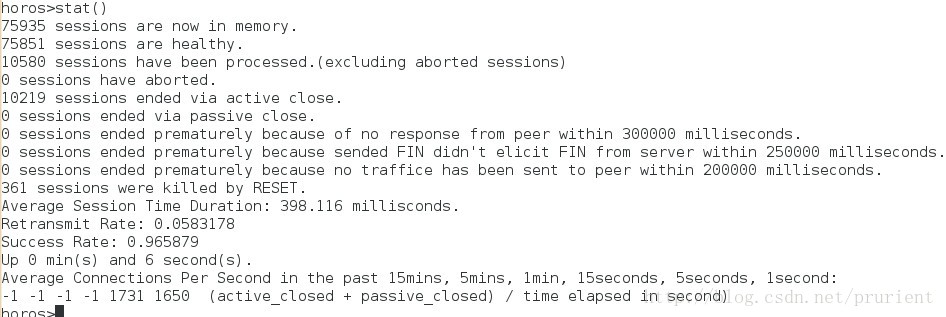 horos>stat()
75935 sessions are now in memory.
75851 sessions are healthy.
10580 sessions have been processed.(excluding aborted sessions)
0 sessions have aborted.
10219 sessions ended via active close.
0 sessions ended via passive close.
0 sessions ended prematurely because of no response from peer within 300000 milliseconds.
0 sessions ended prematurely because sended FIN didn't elicit FIN from server within 250000 milliseconds.
0 sessions ended prematurely because no traffic has been sent to peer within 200000 milliseconds.
361 sessions were killed by RESET.
Average Session Time Duration: 398.116 milliseconds.
Retransmit Rate: 0.0583178
Success Rate: 0.965879
Up 0 min(s) and 6 second(s).
Average Connections Per Second in the past 15mins, 5mins, 1min, 15seconds, 5seconds, 1second:
-1 -1 -1 -1 1731 1650  (active_closed + passive_closed) / time elapsed in second)
http://blog.csdn.net/prurient
horos>